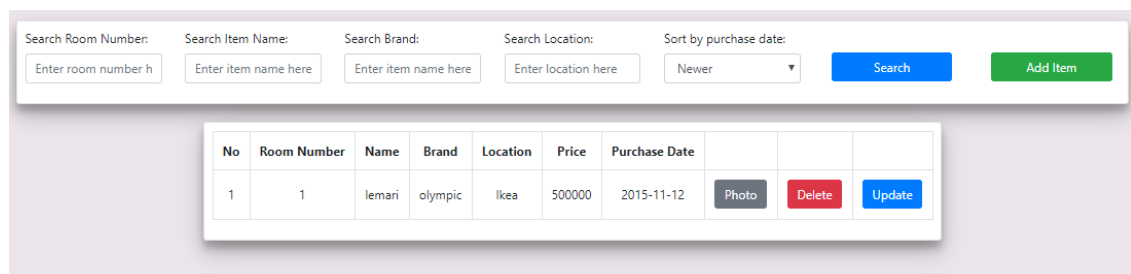 Search Room Number: Search Item Name: Search Brand: Search Location: Sort by purchase date:
Enter room number h Enter item name here Enter item name here Enter location here Newer Search Add Item
No Room Number Name Brand Location Price Purchase Date
1 1 lemari olympic Ikea 500000 2015-11-12 Photo Delete Update